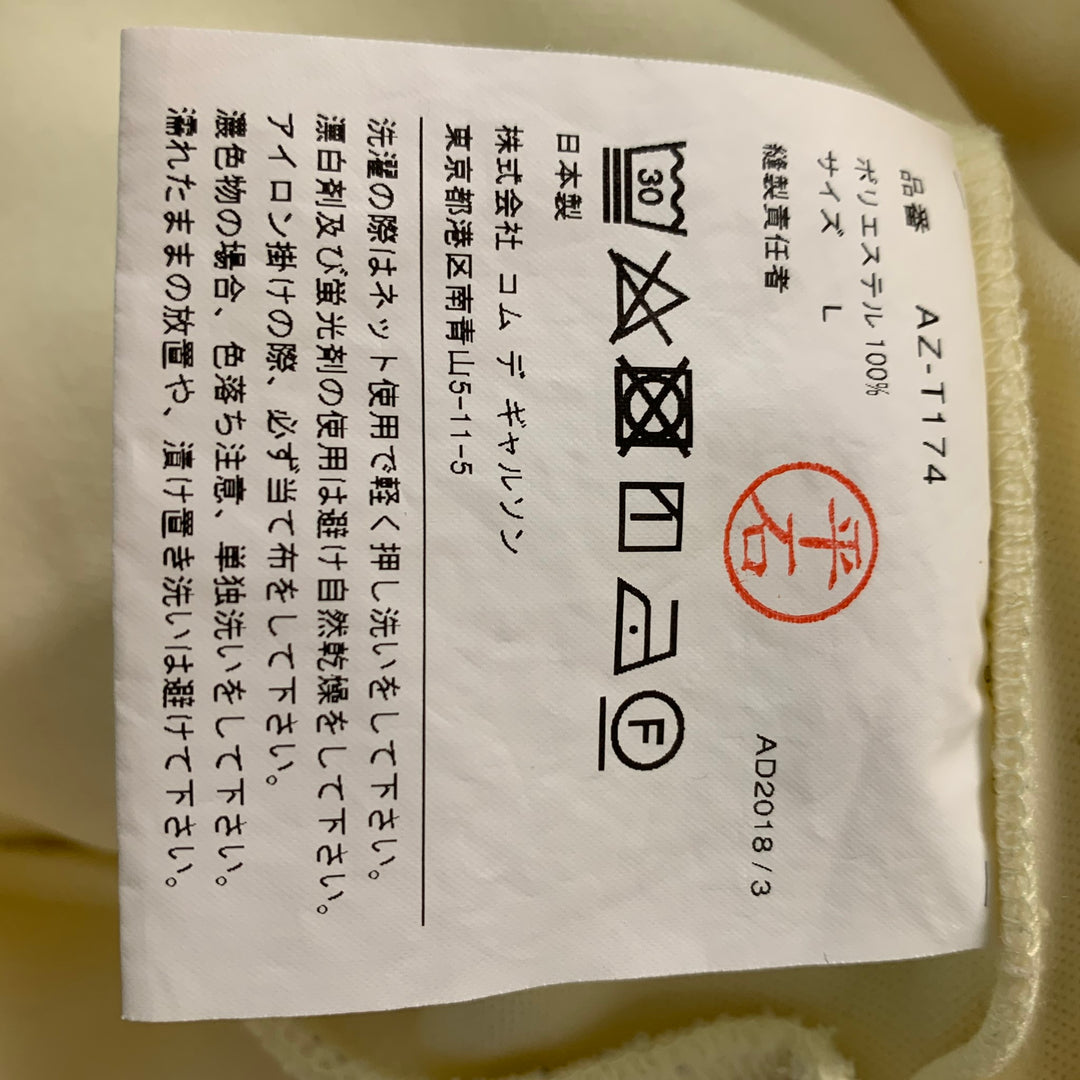 品番 AZ-T174
ポリエステル 100%
サイズ L
縫製責任者 平石 AD2018/3
30
F
日本製
株式会社 コム デ ギャルソン
東京都港区南青山5-11-5
洗濯の際はネット使用で軽く押し洗いをして下さい。
漂白剤及び蛍光剤の使用は避け自然乾燥をして下さい。
アイロン掛けの際、必ず当て布をして下さい。
濃色物の場合、色落ち注意、単独洗いをして下さい。
濡れたままの放置や、漬け置き洗いは避けて下さい。